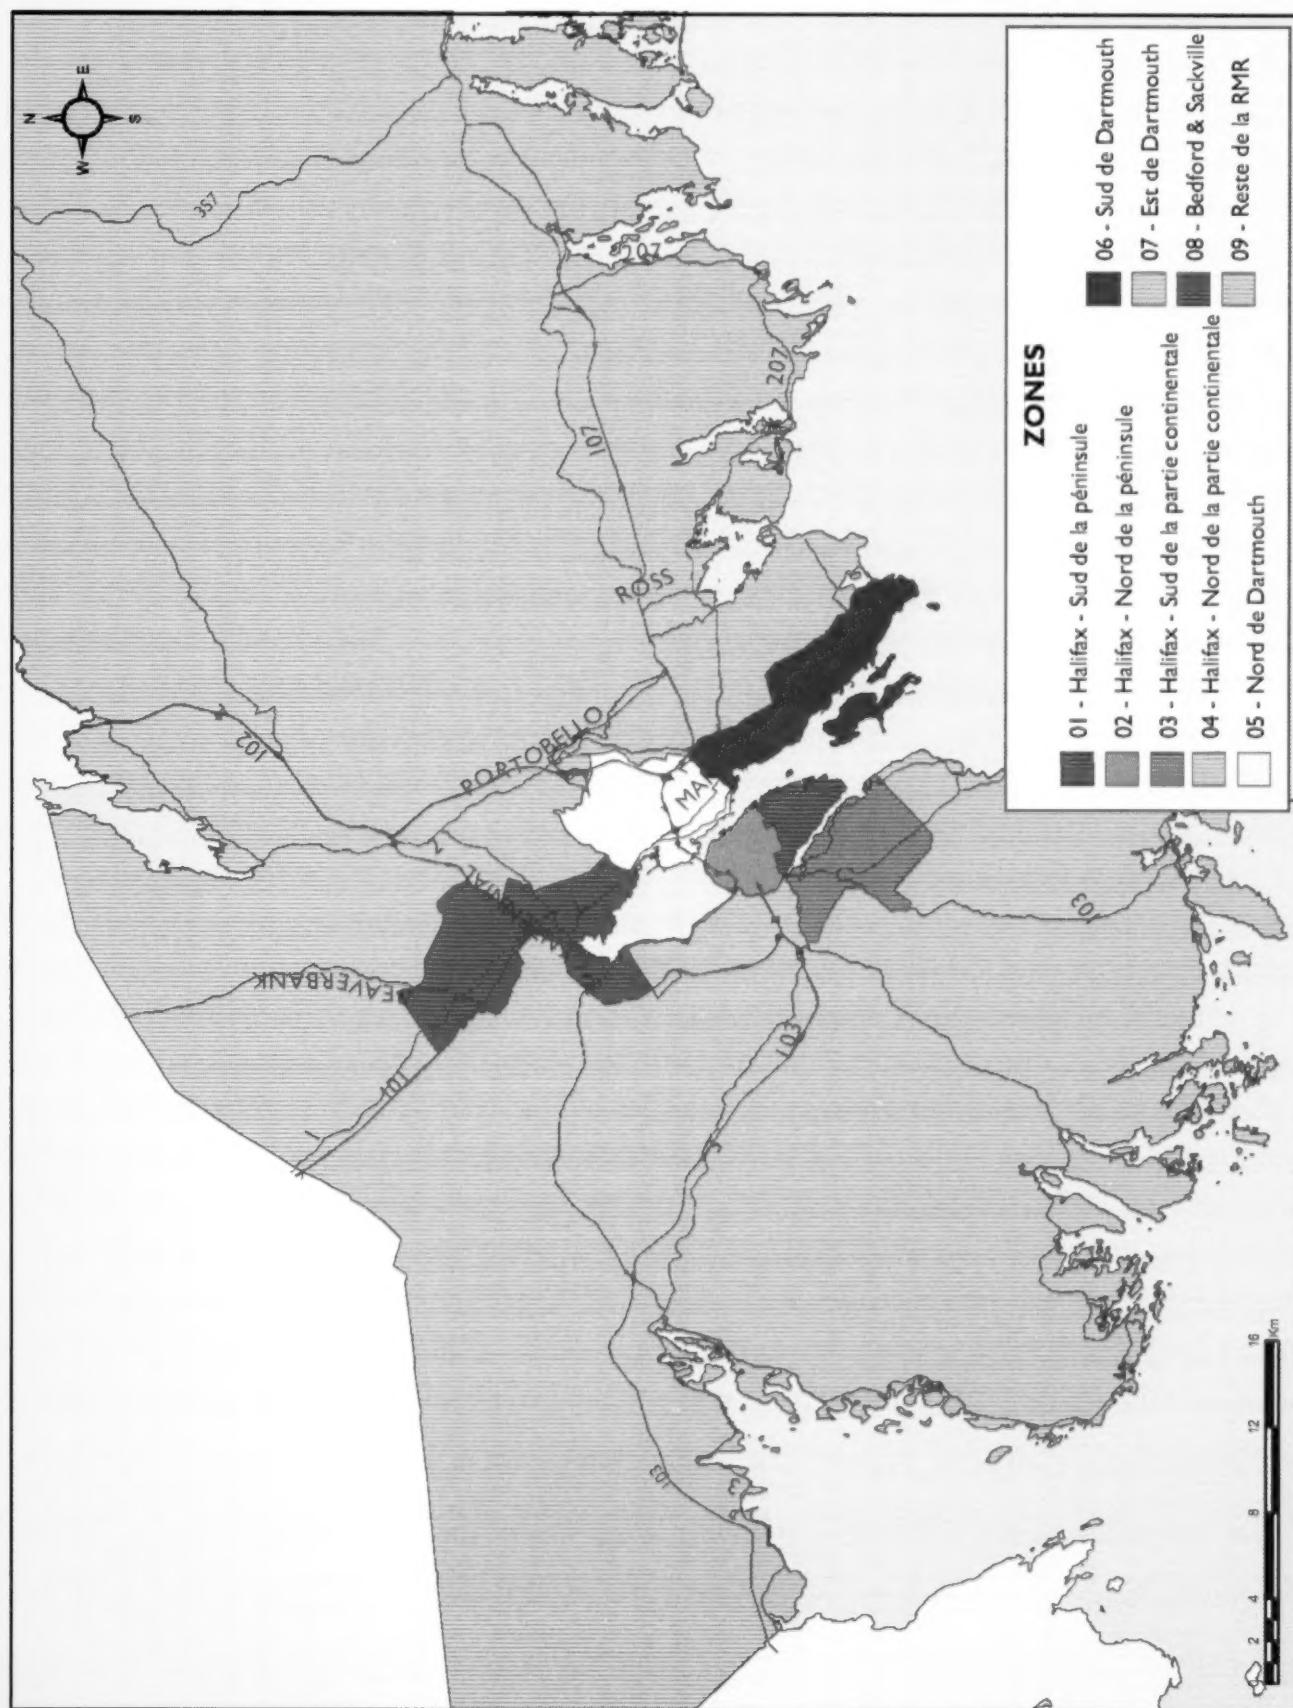 N
W
E
S
357
102
107
207
207
ROSS
PORTOBELLO
MA
103
103
103
101
ZONES
01 - Halifax - Sud de la péninsule
02 - Halifax - Nord de la péninsule
03 - Halifax - Sud de la partie continentale
04 - Halifax - Nord de la partie continentale
05 - Nord de Dartmouth
06 - Sud de Dartmouth
07 - Est de Dartmouth
08 - Bedford & Sackville
09 - Reste de la RMR
0 2 4 8 12 16
Km